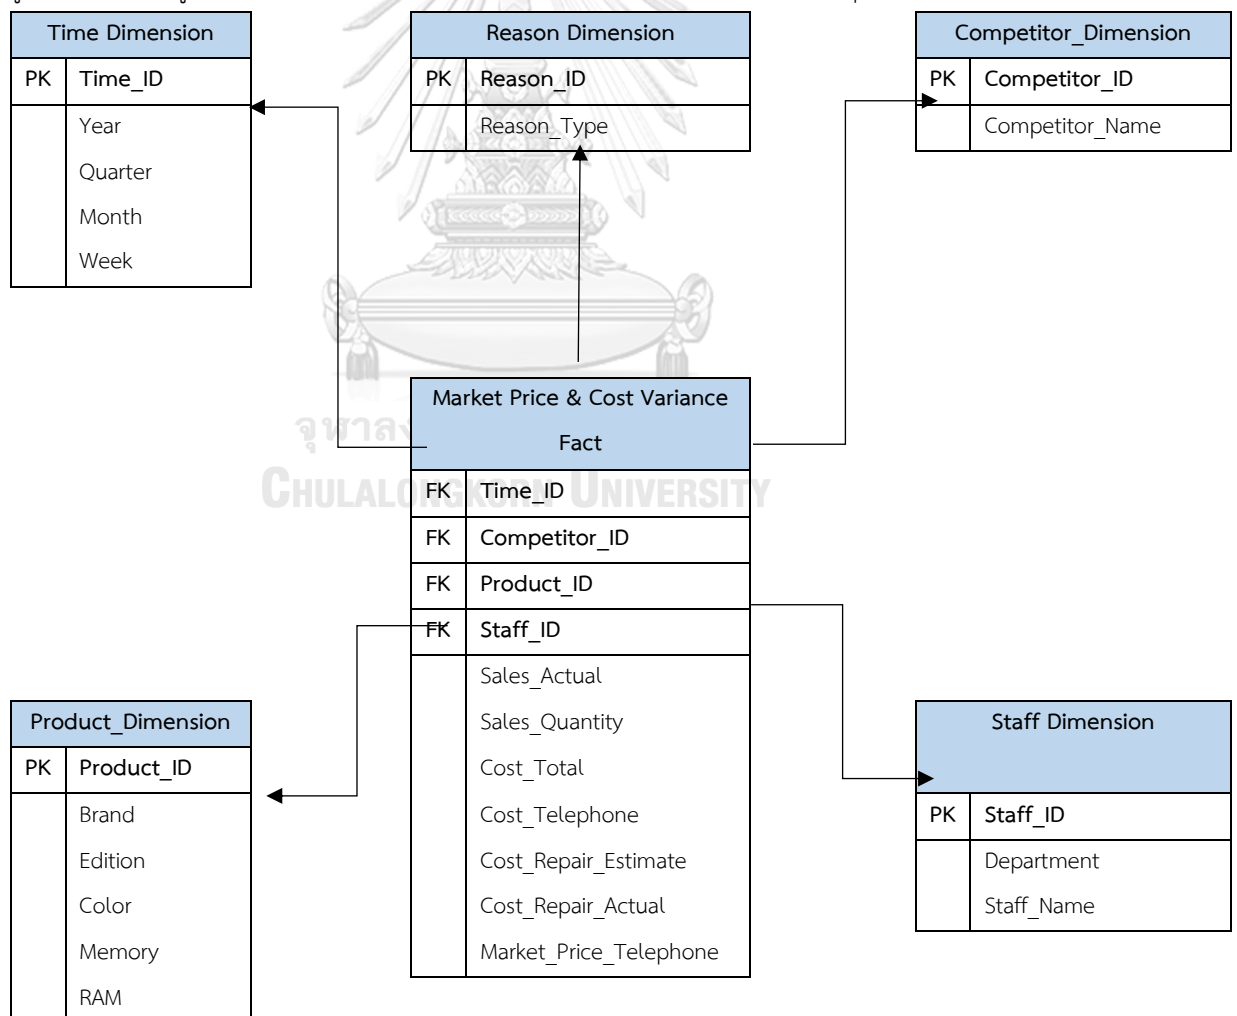 Time Dimension
PK Time_ID
Year
Quarter
Month
Week
Reason Dimension
PK Reason_ID
Reason_Type
Competitor_Dimension
PK Competitor_ID
Competitor_Name
Market Price & Cost Variance
Fact
FK Time_ID
FK Competitor_ID
FK Product_ID
FK Staff_ID
Sales_Actual
Sales_Quantity
Cost_Total
Cost_Telephone
Cost_Repair_Estimate
Cost_Repair_Actual
Market_Price_Telephone
CHULALONGKORN UNIVERSITY
Product_Dimension
PK Product_ID
Brand
Edition
Color
Memory
RAM
Staff Dimension
PK Staff_ID
Department
Staff_Name